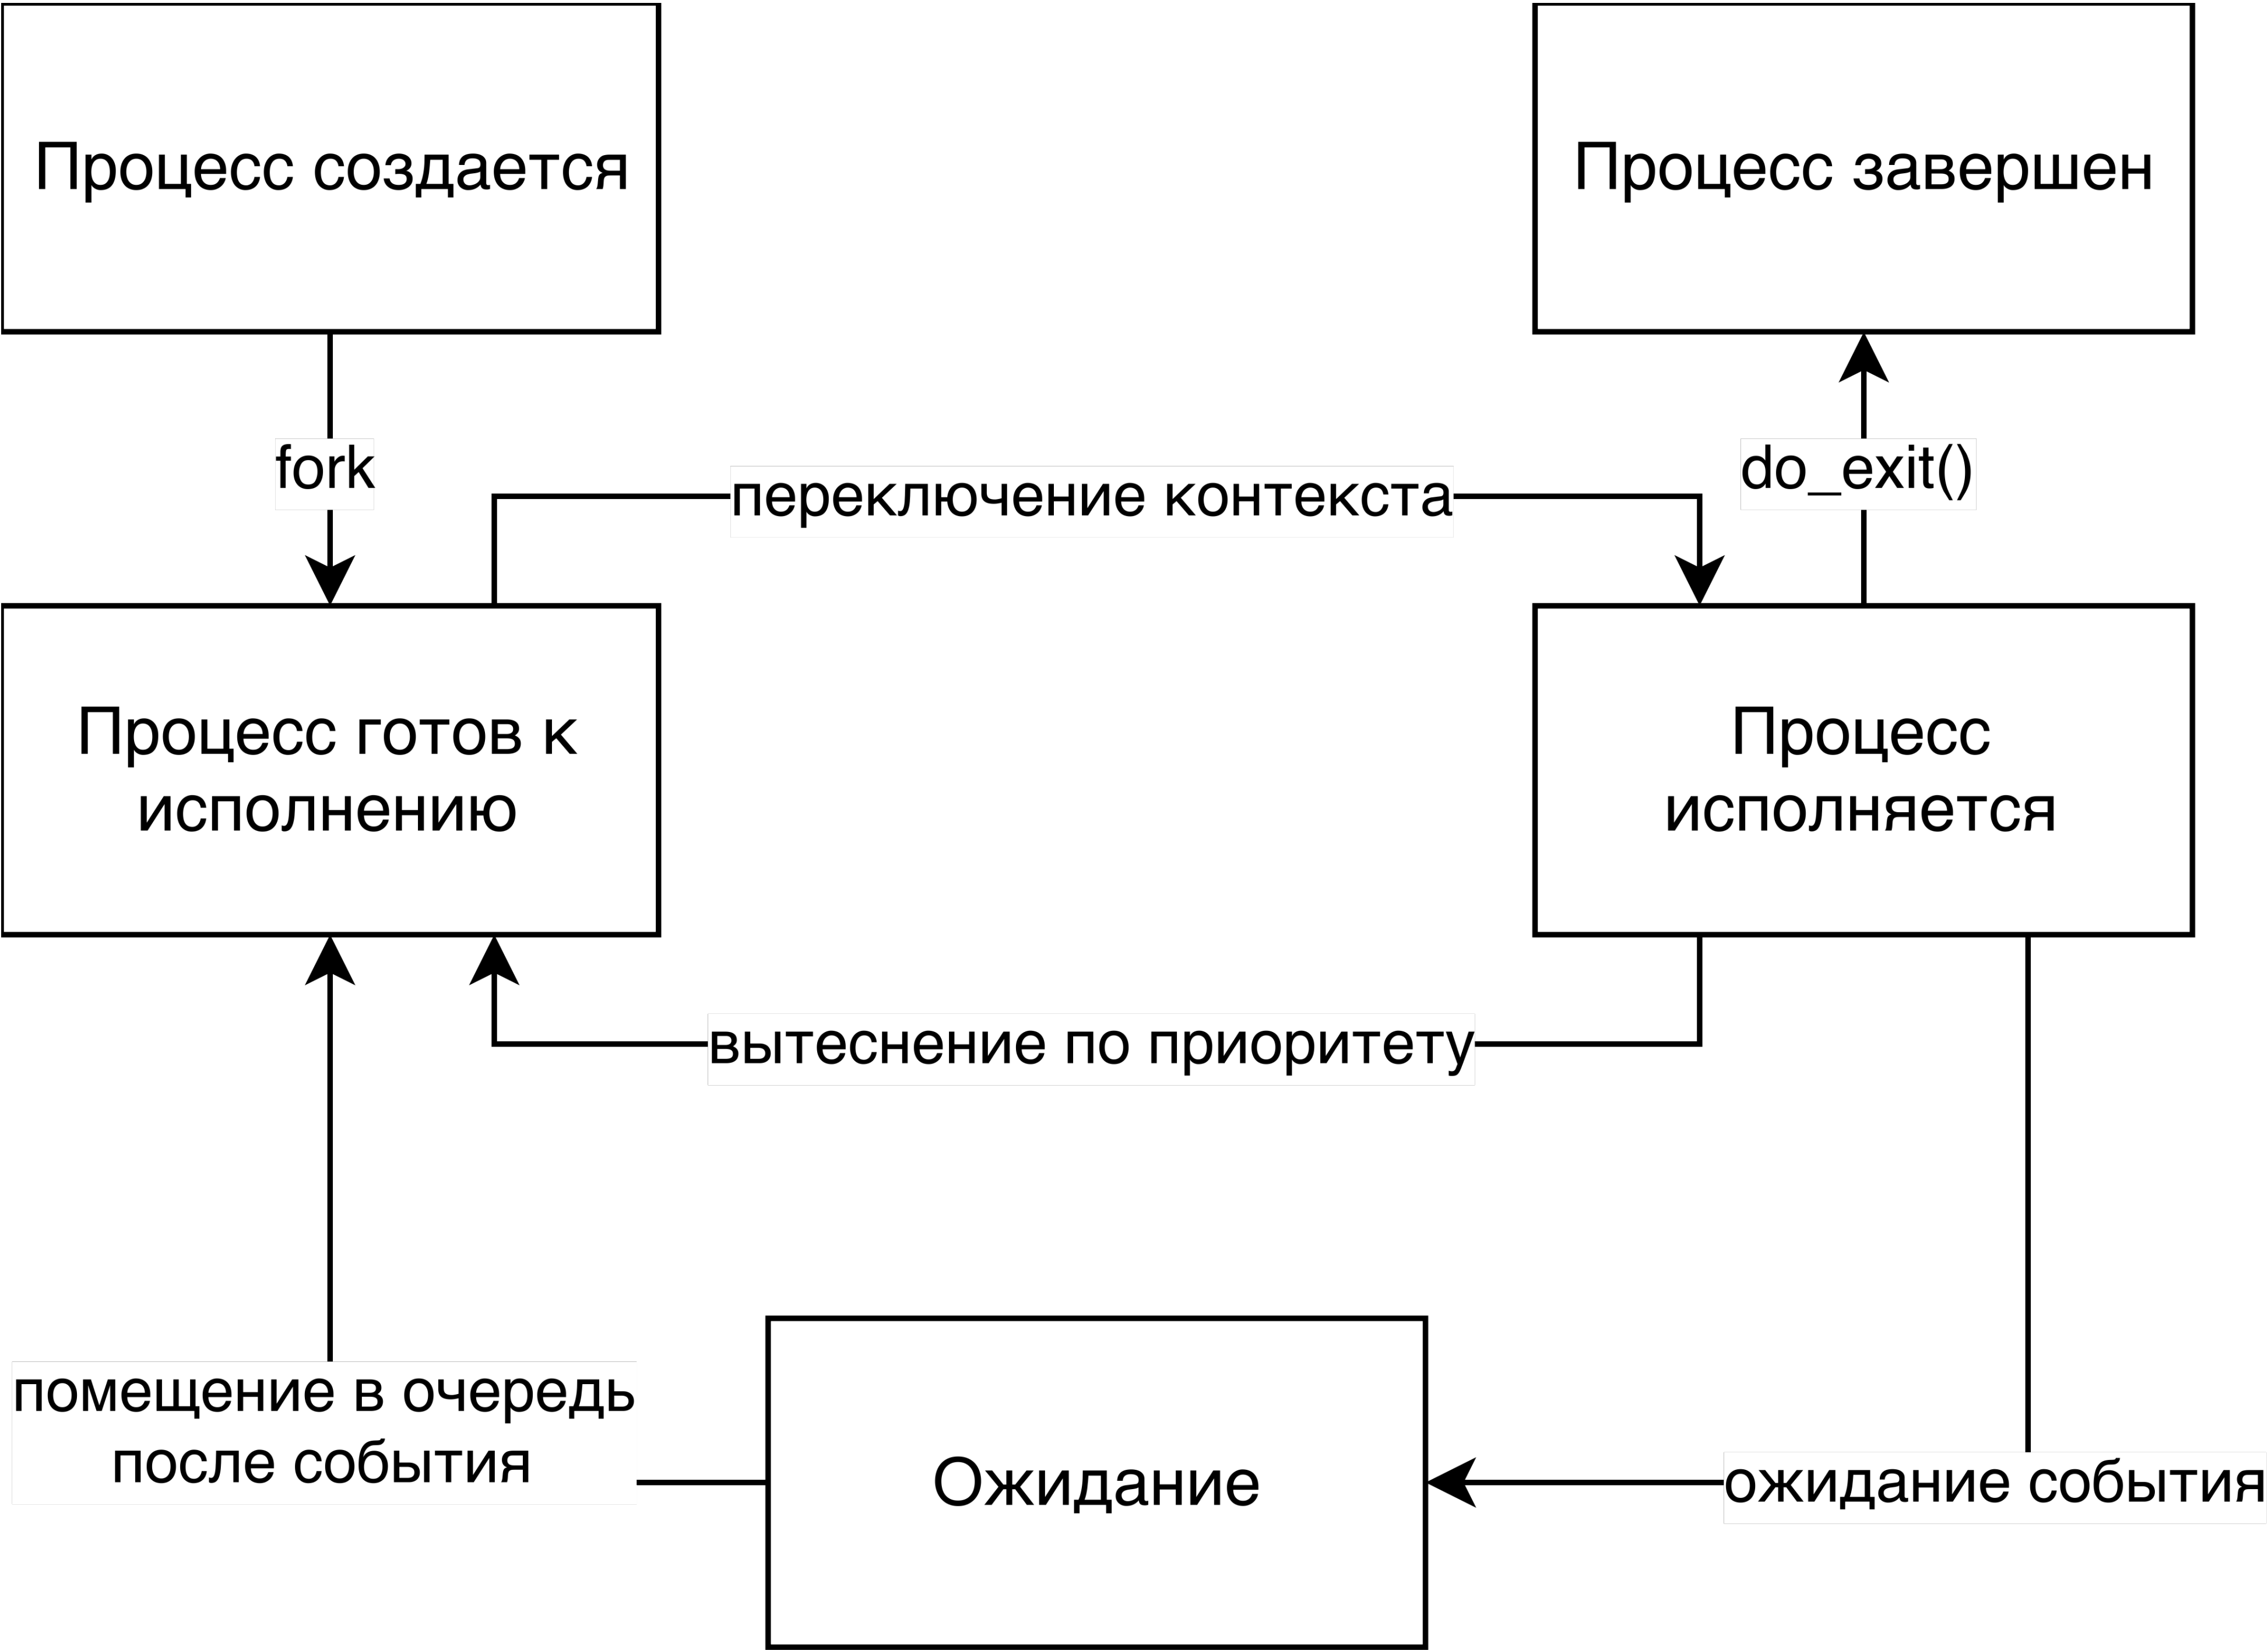 Процесс создается
Процесс завершен
fork
do_exit()
переключение контекста
Процесс готов к
исполнению
Процесс
исполняется
вытеснение по приоритету
помещение в очередь
после события
Ожидание
ожидание события